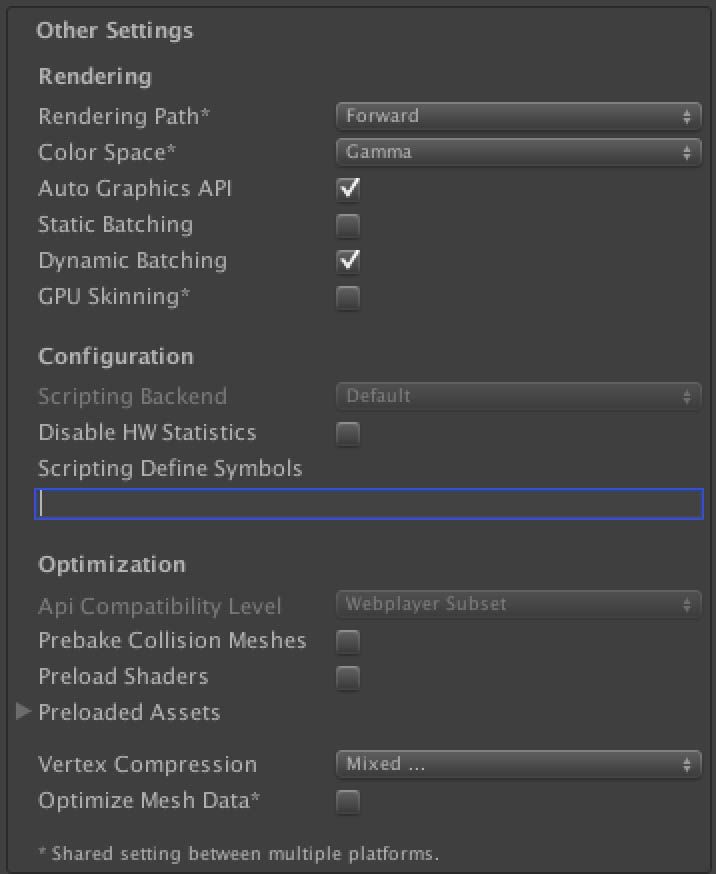 Other Settings
Rendering
Rendering Path* Forward
Color Space* Gamma
Auto Graphics API
Static Batching
Dynamic Batching
GPU Skinning*
Configuration
Scripting Backend Default
Disable HW Statistics
Scripting Define Symbols
Optimization
Api Compatibility Level Webplayer Subset
Prebake Collision Meshes
Preload Shaders
Preloaded Assets
Vertex Compression Mixed ...
Optimize Mesh Data*
* Shared setting between multiple platforms.